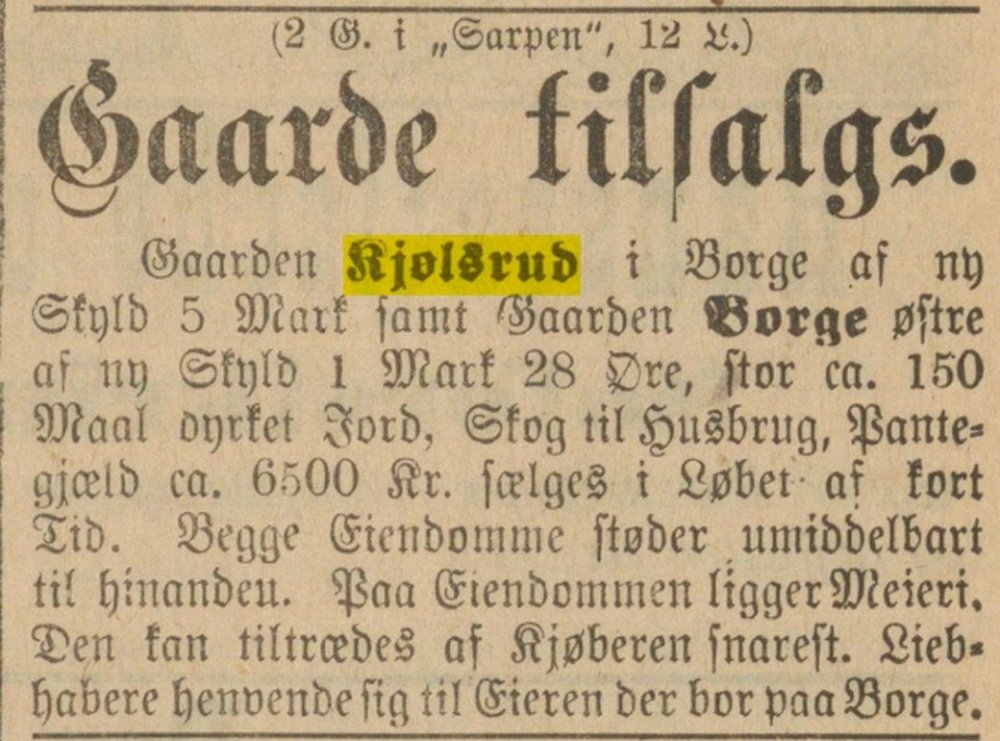 (2 G. i „Sarpen“, 12 L.)
Gaarde tilsalgs.
Gaarden Kjølsrud i Borge af ny
Skyld 5 Mark samt Gaarden Borge østre
af ny Skyld 1 Mark 28 Øre, stor ca. 150
Maal dyrket Jord, Skog til Husbrug, Pante-
gjæld ca. 6500 Kr. sælges i Løbet af kort
Tid. Begge Eiendomme støder umiddelbart
til hinandeu. Paa Eiendommen ligger Meieri.
Den kan tiltrædes af Kjøberen snarest. Lieb-
habere henvende sig til Eieren der bor paa Borge.